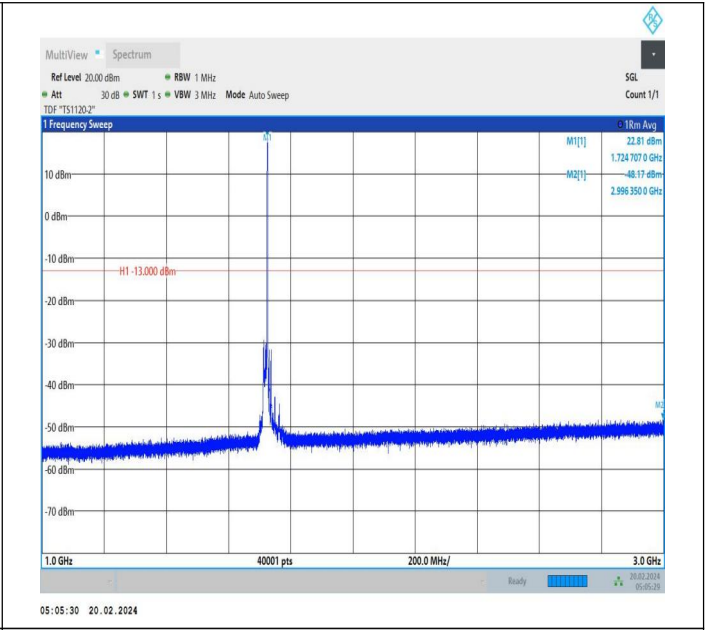 R&S
MultiView Spectrum
Ref Level 20.00 dBm RBW 1 MHz SGL
Att 30 dB SWT 1 s VBW 3 MHz Mode Auto Sweep Count 1/1
TDF "TS1120-2"
1 Frequency Sweep 1Rm Avg
M1
M1[1] 22.81 dBm
1.724 707 0 GHz
10 dBm M2[1] -48.17 dBm
2.996 350 0 GHz
0 dBm
-10 dBm
H1 -13.000 dBm
-20 dBm
-30 dBm
-40 dBm
M2
-50 dBm
-60 dBm
-70 dBm
1.0 GHz 40001 pts 200.0 MHz/ 3.0 GHz
Ready 20.02.2024
05:05:29
05:05:30 20.02.2024